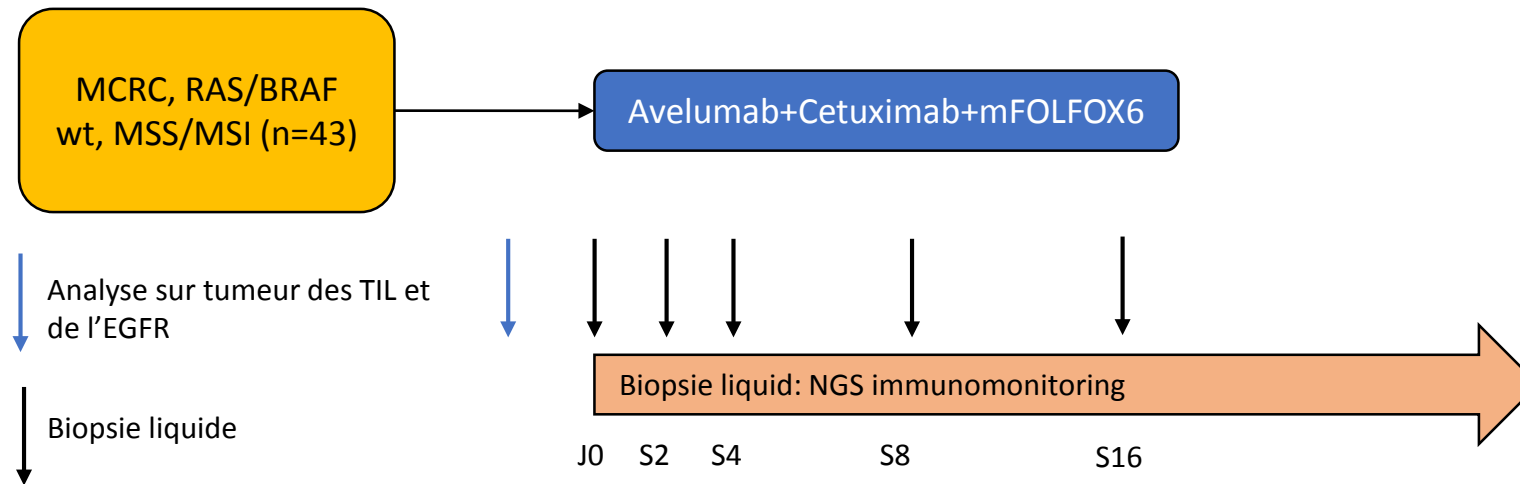 MCRC, RAS/BRAF
wt, MSS/MSI (n=43)
Avelumab+Cetuximab+mFOLFOX6
Analyse sur tumeur des TIL et
de l’EGFR
Biopsie liquide
Biopsie liquid: NGS immunomonitoring
J0 S2 S4 S8 S16